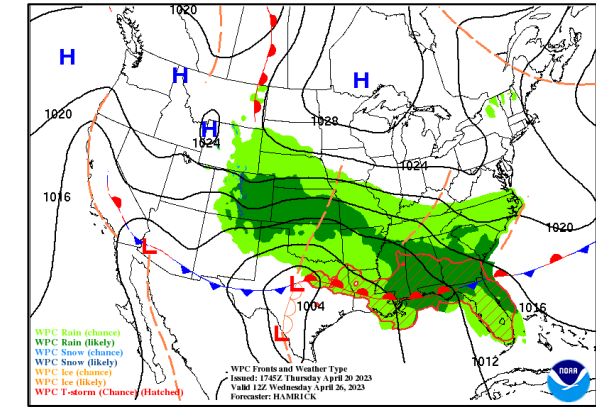 1020
H
H
H
1020
H
1028
1024
1024
1016
1020
L
L
1004
1016
L
1012
WPC Rain (chance)
WPC Rain (likely)
WPC Snow (chance)
WPC Snow (likely)
WPC Ice (chance)
WPC Ice (likely)
WPC T-storm (Chance) (Hatched)
WPC Fronts and Weather Type
Issued: 1745Z Thursday April 20 2023
Valid 12Z Wednesday April 26, 2023
Forecaster: HAMRICK
NOAA